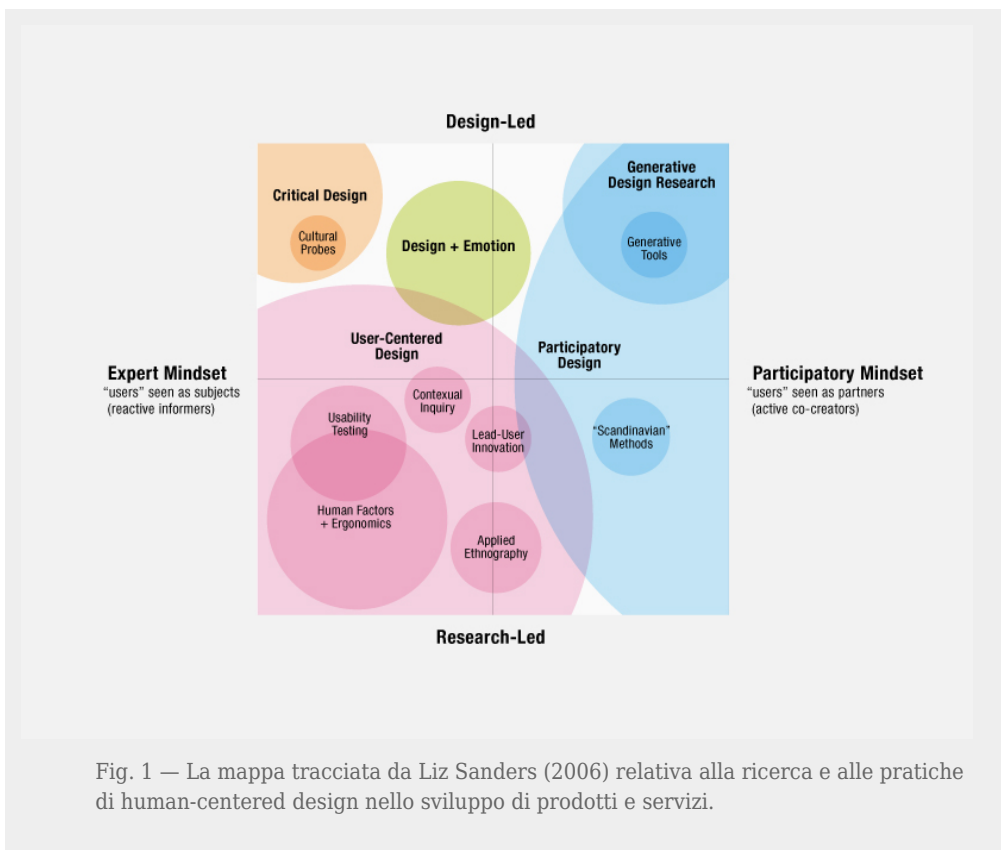 Design-Led
Critical Design
Cultural
Probes
Design + Emotion
Generative
Design Research
Generative
Tools
User-Centered
Design
Participatory
Design
Expert Mindset
“users” seen as subjects
(reactive informers)
Participatory Mindset
“users” seen as partners
(active co-creators)
Usability
Testing
Contexual
Inquiry
Lead-User
Innovation
“Scandinavian”
Methods
Human Factors
+ Ergonomics
Applied
Ethnography
Research-Led
Fig. 1 — La mappa tracciata da Liz Sanders (2006) relativa alla ricerca e alle pratiche
di human-centered design nello sviluppo di prodotti e servizi.